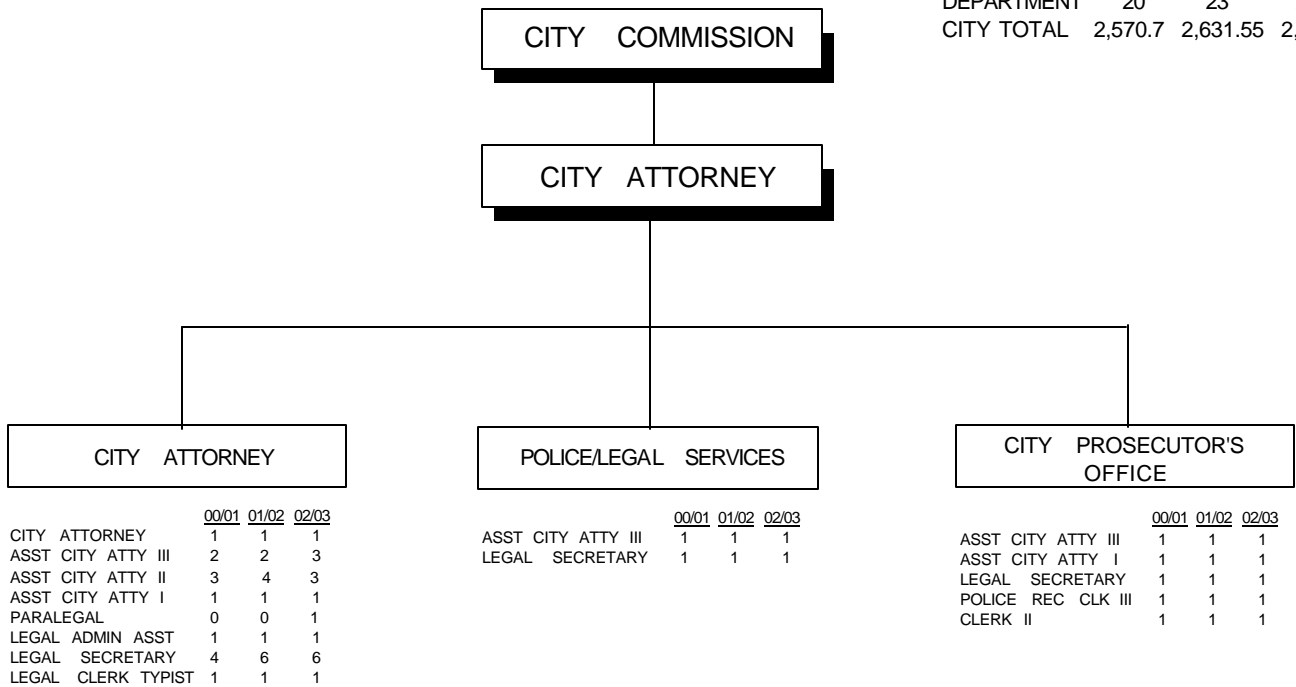 DEPARTMENT 20 23
CITY TOTAL 2,570.7 2,631.55 2,
CITY COMMISSION
CITY ATTORNEY
CITY ATTORNEY
00/01 01/02 02/03
CITY ATTORNEY 1 1 1
ASST CITY ATTY III 2 2 3
ASST CITY ATTY II 3 4 3
ASST CITY ATTY I 1 1 1
PARALEGAL 0 0 1
LEGAL ADMIN ASST 1 1 1
LEGAL SECRETARY 4 6 6
LEGAL CLERK TYPIST 1 1 1
POLICE/LEGAL SERVICES
00/01 01/02 02/03
ASST CITY ATTY III 1 1 1
LEGAL SECRETARY 1 1 1
CITY PROSECUTOR'S
OFFICE
00/01 01/02 02/03
ASST CITY ATTY III 1 1 1
ASST CITY ATTY I 1 1 1
LEGAL SECRETARY 1 1 1
POLICE REC CLK III 1 1 1
CLERK II 1 1 1